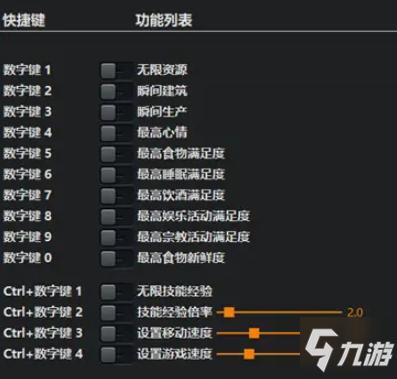 快捷键 功能列表
数字键 1 无限资源
数字键 2 瞬间建筑
数字键 3 瞬间生产
数字键 4 最高心情
数字键 5 最高食物满足度
数字键 6 最高睡眠满足度
数字键 7 最高饮酒满足度
数字键 8 最高娱乐活动满足度
数字键 9 最高宗教活动满足度
数字键 0 最高食物新鲜度
Ctrl+数字键 1 无限技能经验
Ctrl+数字键 2 技能经验倍率 2.0
Ctrl+数字键 3 设置移动速度
Ctrl+数字键 4 设置游戏速度
九游